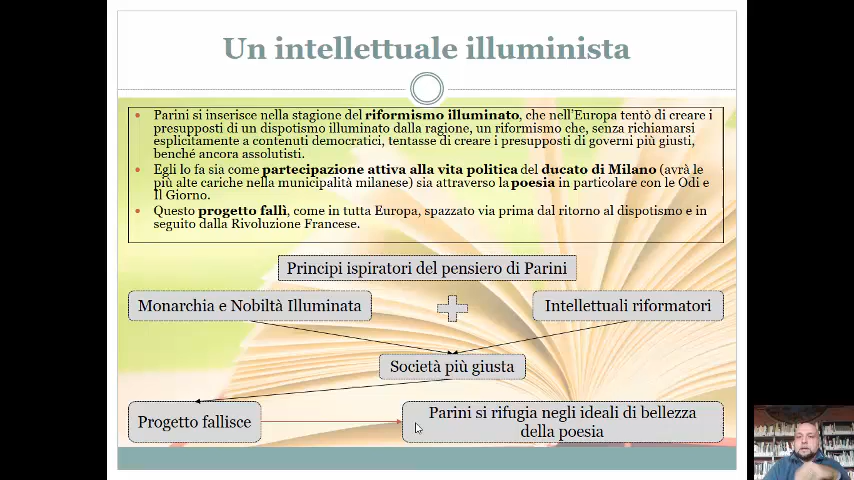 Un intellettuale illuminista
Parini si inserisce nella stagione del riformismo illuminato, che nell'Europa tentò di creare i
presupposti di un dispotismo illuminato dalla ragione, un riformismo che, senza richiamarsi
esplicitamente a contenuti democratici, tentasse di creare i presupposti di governi più giusti,
benché ancora assolutisti.
Egli lo fa sia come partecipazione attiva alla vita politica del ducato di Milano (avrà le
più alte cariche nella municipalità milanese) sia attraverso la poesia in particolare con le Odi e
Il Giorno.
Questo progetto fallì, come in tutta Europa, spazzato via prima dal ritorno al dispotismo e in
seguito dalla Rivoluzione Francese.
Principi ispiratori del pensiero di Parini
Monarchia e Nobiltà Illuminata
Intellettuali riformatori
Società più giusta
Progetto fallisce
Parini si rifugia negli ideali di bellezza
della poesia